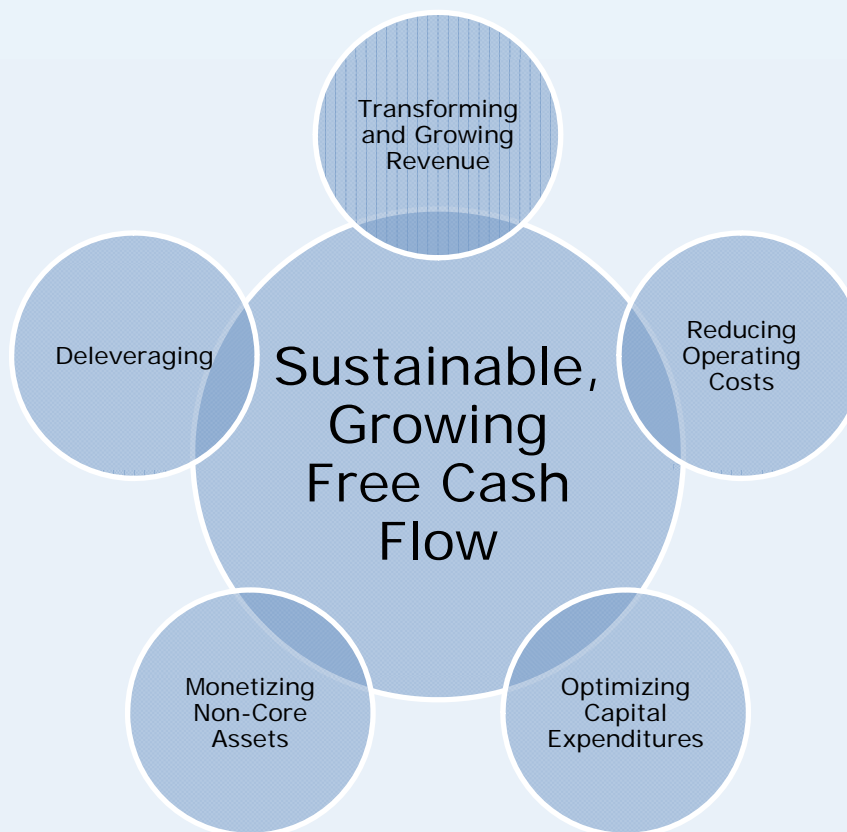 Transforming
and Growing
Revenue
Deleveraging
Sustainable,
Growing
Free Cash
Flow
Reducing
Operating
Costs
Monetizing
Non-Core
Assets
Optimizing
Capital
Expenditures